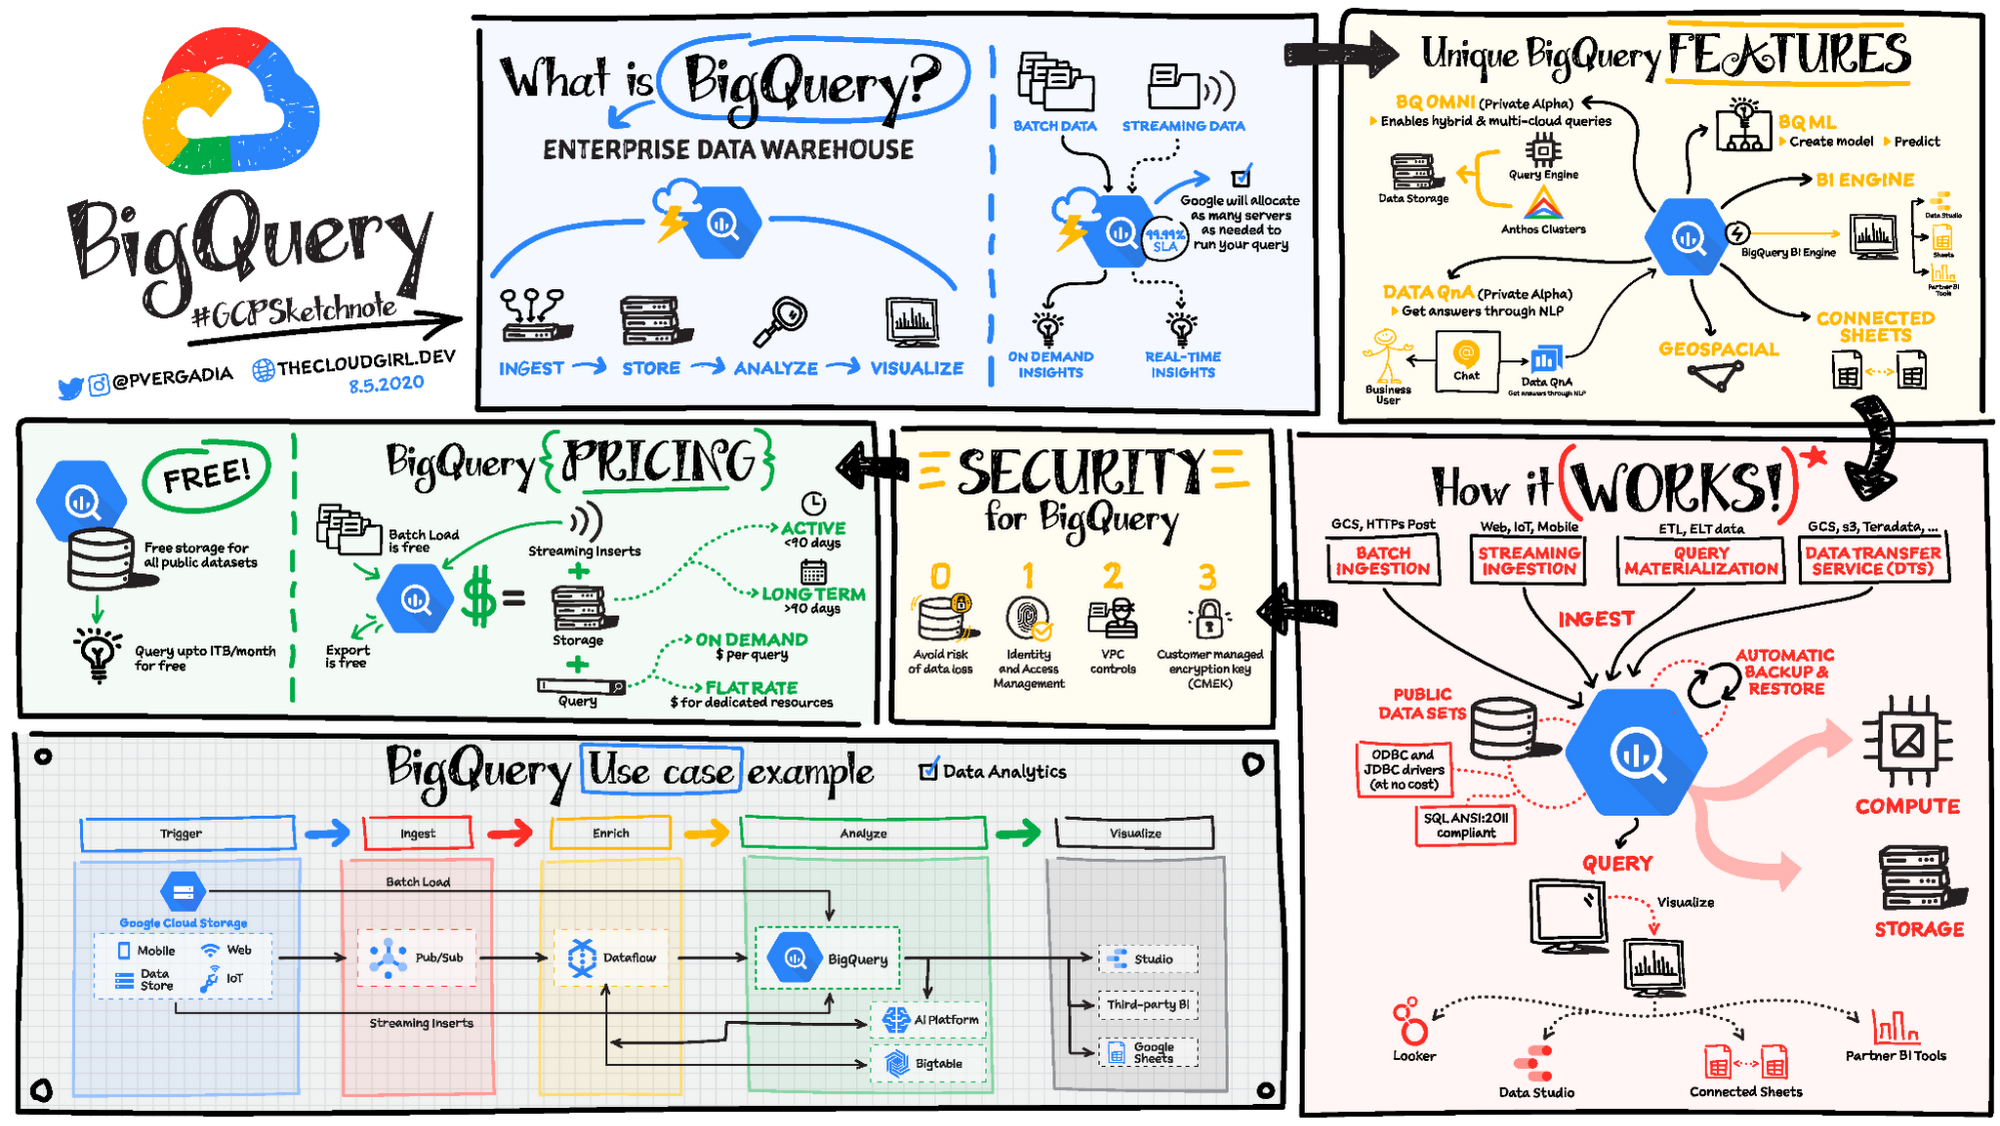 BigQuery
#GCPSketchnote
@PVERGADIA
THECLOUDGIRL.DEV
8.5.2020
What is BigQuery?
ENTERPRISE DATA WAREHOUSE
INGEST
STORE
ANALYZE
VISUALIZE
BATCH DATA
STREAMING DATA
99.99%
SLA
Google will allocate
as many servers
as needed to
run your query
ON DEMAND
INSIGHTS
REAL-TIME
INSIGHTS
Unique BigQuery FEATURES
BQ OMNI (Private Alpha)
Enables hybrid & multi-cloud queries
Data Storage
Query Engine
Anthos Clusters
BQ ML
Create model Predict
BI ENGINE
BigQuery BI Engine
Data Studio
Sheets
Partner BI
Tools
DATA QnA (Private Alpha)
Get answers through NLP
Business
User
Chat
Data QnA
Get answers through NLP
GEOSPACIAL
CONNECTED
SHEETS
How it (WORKS!)*
GCS, HTTPs Post
BATCH
INGESTION
Web, IoT, Mobile
STREAMING
INGESTION
ETL, ELT data
QUERY
MATERIALIZATION
GCS, s3, Teradata, ...
DATA TRANSFER
SERVICE (DTS)
INGEST
AUTOMATIC
BACKUP &
RESTORE
PUBLIC
DATA SETS
ODBC and
JDBC drivers
(at no cost)
SQL ANSI:2011
compliant
COMPUTE
STORAGE
QUERY
Visualize
Looker
Data Studio
Connected Sheets
Partner BI Tools
SECURITY
for BigQuery
0
Avoid risk
of data loss
1
Identity
and Access
Management
2
VPC
controls
3
Customer managed
encryption key
(CMEK)
BigQuery {PRICING}
FREE!
Free storage for
all public datasets
Query upto 1TB/month
for free
Batch Load
is free
Export
is free
$ =
Streaming Inserts
+
Storage
+
Query
ACTIVE
<90 days
LONG TERM
>90 days
ON DEMAND
$ per query
FLAT RATE
$ for dedicated resources
BigQuery Use case example
Data Analytics
Trigger
Ingest
Enrich
Analyze
Visualize
Google Cloud Storage
Mobile
Web
Data
Store
IoT
Batch Load
Streaming Inserts
Pub/Sub
Dataflow
BigQuery
AI Platform
Bigtable
Studio
Third-party BI
Google
Sheets